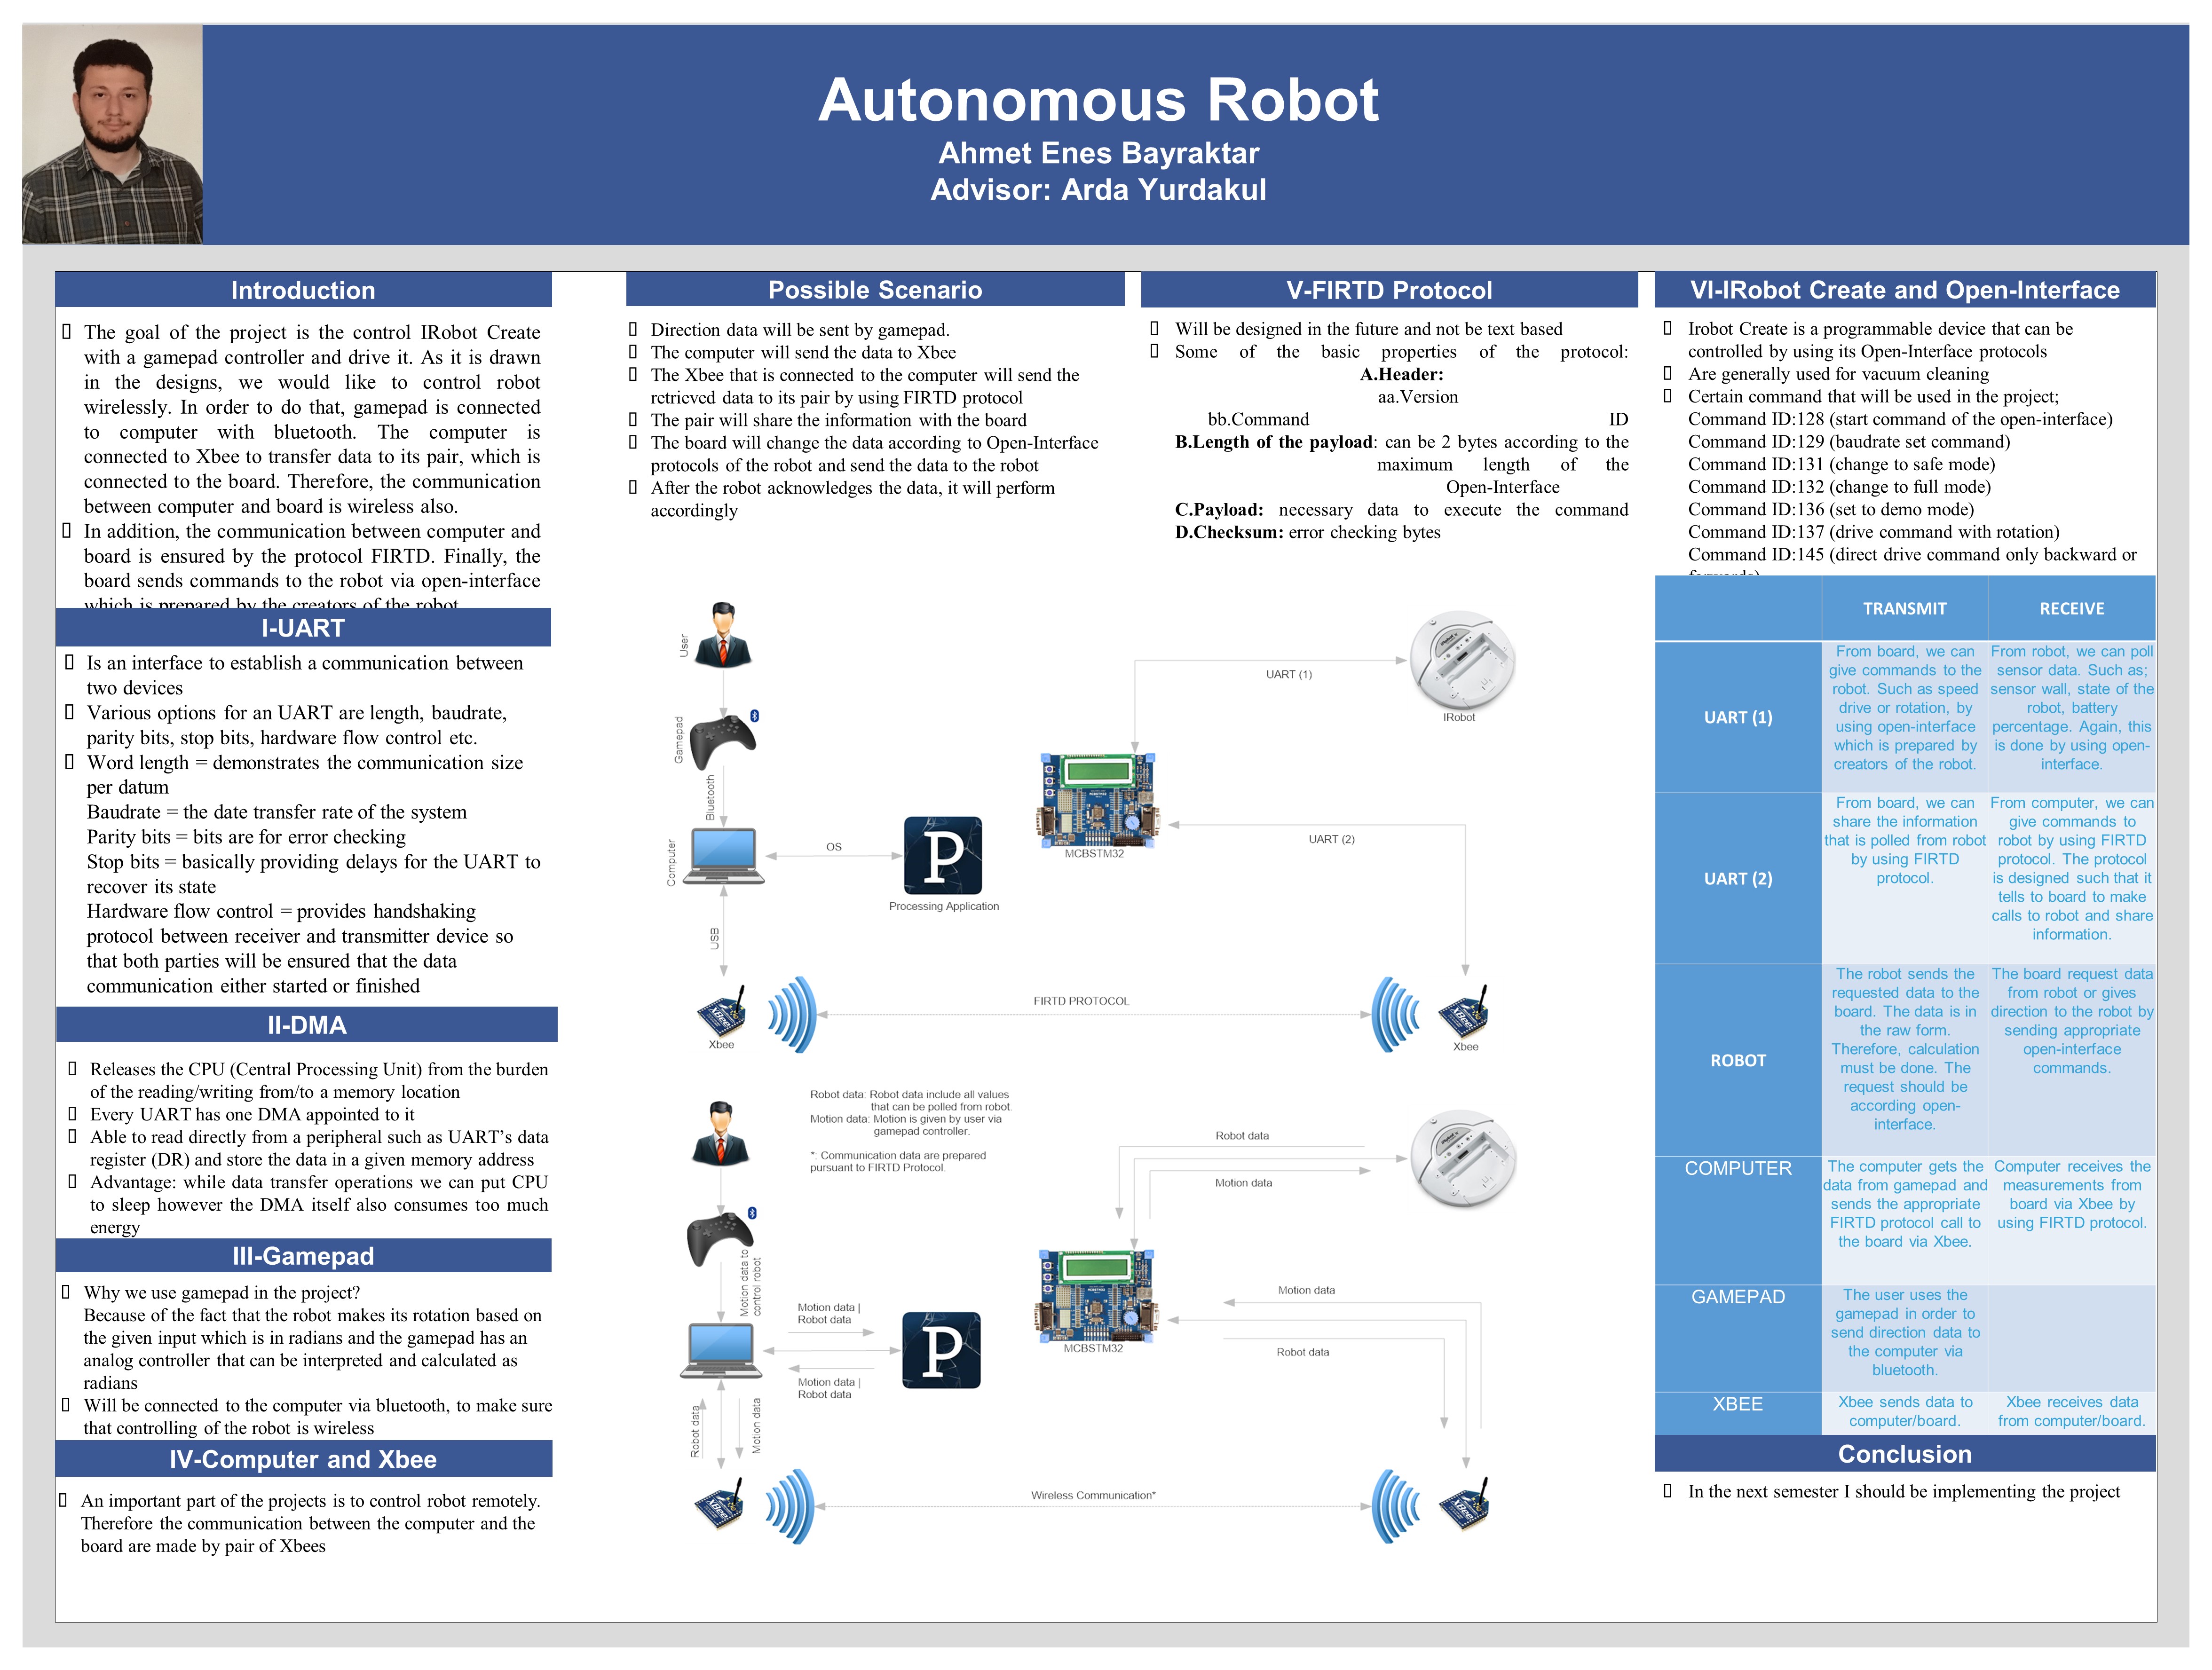 Autonomous Robot
Ahmet Enes Bayraktar
Advisor: Arda Yurdakul
Introduction
The goal of the project is the control IRobot Create
with a gamepad controller and drive it. As it is drawn
in the designs, we would like to control robot
wirelessly. In order to do that, gamepad is connected
to computer with bluetooth. The computer is
connected to Xbee to transfer data to its pair, which is
connected to the board. Therefore, the communication
between computer and board is wireless also.
In addition, the communication between computer and
board is ensured by the protocol FIRTD. Finally, the
board sends commands to the robot via open-interface
which is prepared by the creators of the robot
I-UART
Is an interface to establish a communication between
two devices
Various options for an UART are length, baudrate,
parity bits, stop bits, hardware flow control etc.
Word length = demonstrates the communication size
per datum
Baudrate = the date transfer rate of the system
Parity bits = bits are for error checking
Stop bits = basically providing delays for the UART to
recover its state
Hardware flow control = provides handshaking
protocol between receiver and transmitter device so
that both parties will be ensured that the data
communication either started or finished
II-DMA
Releases the CPU (Central Processing Unit) from the burden
of the reading/writing from/to a memory location
Every UART has one DMA appointed to it
Able to read directly from a peripheral such as UART’s data
register (DR) and store the data in a given memory address
Advantage: while data transfer operations we can put CPU
to sleep however the DMA itself also consumes too much
energy
III-Gamepad
Why we use gamepad in the project?
Because of the fact that the robot makes its rotation based on
the given input which is in radians and the gamepad has an
analog controller that can be interpreted and calculated as
radians
Will be connected to the computer via bluetooth, to make sure
that controlling of the robot is wireless
IV-Computer and Xbee
An important part of the projects is to control robot remotely.
Therefore the communication between the computer and the
board are made by pair of Xbees
Possible Scenario
Direction data will be sent by gamepad.
The computer will send the data to Xbee
The Xbee that is connected to the computer will send the
retrieved data to its pair by using FIRTD protocol
The pair will share the information with the board
The board will change the data according to Open-Interface
protocols of the robot and send the data to the robot
After the robot acknowledges the data, it will perform
accordingly
V-FIRTD Protocol
Will be designed in the future and not be text based
Some of the basic properties of the protocol:
A.Header:
aa.Version
bb.Command ID
B.Length of the payload: can be 2 bytes according to the
maximum length of the
Open-Interface
C.Payload: necessary data to execute the command
D.Checksum: error checking bytes
User
Gamepad
Bluetooth
Computer
OS
Processing Application
USB
Xbee
FIRTD PROTOCOL
Xbee
UART (1)
IRobot
MCBSTM32
UART (2)
Robot data: Robot data include all values
that can be polled from robot.
Motion data: Motion is given by user via
gamepad controller.
*: Communication data are prepared
pursuant to FIRTD Protocol.
Robot data
Motion data
Motion data to
control robot
Motion data |
Robot data
Motion data |
Robot data
MCBSTM32
Motion data
Robot data
Robot data
Motion data
Wireless Communication*
VI-IRobot Create and Open-Interface
Irobot Create is a programmable device that can be
controlled by using its Open-Interface protocols
Are generally used for vacuum cleaning
Certain command that will be used in the project;
Command ID:128 (start command of the open-interface)
Command ID:129 (baudrate set command)
Command ID:131 (change to safe mode)
Command ID:132 (change to full mode)
Command ID:136 (set to demo mode)
Command ID:137 (drive command with rotation)
Command ID:145 (direct drive command only backward or
TRANSMIT
RECEIVE
UART (1)
From board, we can
give commands to the
robot. Such as speed
drive or rotation, by
using open-interface
which is prepared by
creators of the robot.
From robot, we can poll
sensor data. Such as;
sensor wall, state of the
robot, battery
percentage. Again, this
is done by using open-
interface.
UART (2)
From board, we can
share the information
that is polled from robot
by using FIRTD
protocol.
From computer, we can
give commands to
robot by using FIRTD
protocol. The protocol
is designed such that it
tells to board to make
calls to robot and share
information.
ROBOT
The robot sends the
requested data to the
board. The data is in
the raw form.
Therefore, calculation
must be done. The
request should be
according open-
interface.
The board request data
from robot or gives
direction to the robot by
sending appropriate
open-interface
commands.
COMPUTER
The computer gets the
data from gamepad and
sends the appropriate
FIRTD protocol call to
the board via Xbee.
Computer receives the
measurements from
board via Xbee by
using FIRTD protocol.
GAMEPAD
The user uses the
gamepad in order to
send direction data to
the computer via
bluetooth.
XBEE
Xbee sends data to
computer/board.
Xbee receives data
from computer/board.
Conclusion
In the next semester I should be implementing the project